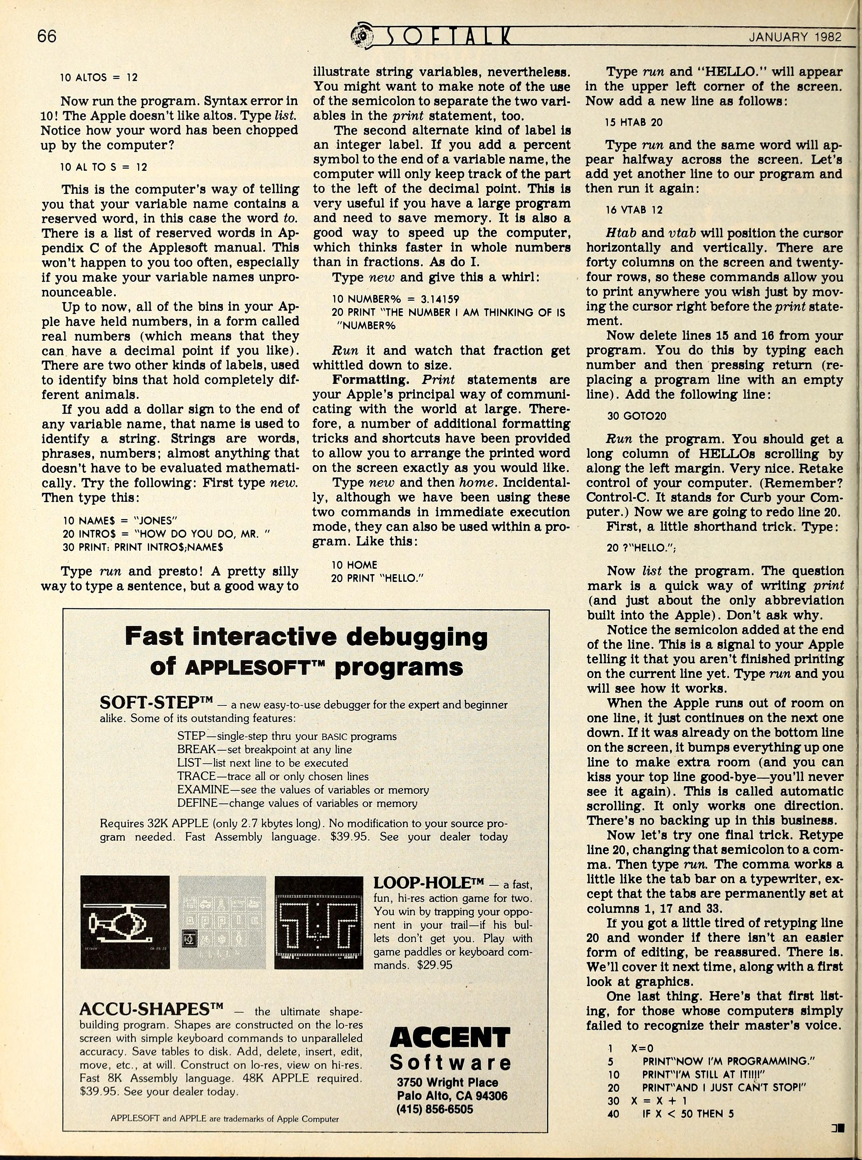 66
SOFTALK
JANUARY 1982
10 ALTOS = 12
Now run the program. Syntax error in
10! The Apple doesn't like altos. Type list.
Notice how your word has been chopped
up by the computer?
10 AL TO S = 12
This is the computer's way of telling
you that your variable name contains a
reserved word, in this case the word to.
There is a list of reserved words in Ap-
pendix C of the Applesoft manual. This
won't happen to you too often, especially
if you make your variable names unpro-
nounceable.
Up to now, all of the bins in your Ap-
ple have held numbers, in a form called
real numbers (which means that they
can have a decimal point if you like).
There are two other kinds of labels, used
to identify bins that hold completely dif-
ferent animals.
If you add a dollar sign to the end of
any variable name, that name is used to
identify a string. Strings are words,
phrases, numbers; almost anything that
doesn't have to be evaluated mathemati-
cally. Try the following: First type new.
Then type this:
10 NAME$ = "JONES"
20 INTRO$ = "HOW DO YOU DO, MR. "
30 PRINT: PRINT INTRO$;NAME$
Type run and presto! A pretty silly
way to type a sentence, but a good way to
illustrate string variables, nevertheless.
You might want to make note of the use
of the semicolon to separate the two vari-
ables in the print statement, too.
The second alternate kind of label is
an integer label. If you add a percent
symbol to the end of a variable name, the
computer will only keep track of the part
to the left of the decimal point. This is
very useful if you have a large program
and need to save memory. It is also a
good way to speed up the computer,
which thinks faster in whole numbers
than in fractions. As do I.
Type new and give this a whirl:
10 NUMBER% = 3.14159
20 PRINT "THE NUMBER I AM THINKING OF IS
"NUMBER%
Run it and watch that fraction get
whittled down to size.
Formatting. Print statements are
your Apple's principal way of communi-
cating with the world at large. There-
fore, a number of additional formatting
tricks and shortcuts have been provided
to allow you to arrange the printed word
on the screen exactly as you would like.
Type new and then home. Incidental-
ly, although we have been using these
two commands in immediate execution
mode, they can also be used within a pro-
gram. Like this:
10 HOME
20 PRINT "HELLO."
Type run and "HELLO." will appear
in the upper left corner of the screen.
Now add a new line as follows:
15 HTAB 20
Type run and the same word will ap-
pear halfway across the screen. Let's
add yet another line to our program and
then run it again:
16 VTAB 12
Htab and vtab will position the cursor
horizontally and vertically. There are
forty columns on the screen and twenty-
four rows, so these commands allow you
to print anywhere you wish just by mov-
ing the cursor right before the print state-
ment.
Now delete lines 15 and 16 from your
program. You do this by typing each
number and then pressing return (re-
placing a program line with an empty
line). Add the following line:
30 GOTO20
Run the program. You should get a
long column of HELLOs scrolling by
along the left margin. Very nice. Retake
control of your computer. (Remember?
Control-C. It stands for Curb your Com-
puter.) Now we are going to redo line 20.
First, a little shorthand trick. Type:
20 ?"HELLO.";
Now list the program. The question
mark is a quick way of writing print
(and just about the only abbreviation
built into the Apple). Don't ask why.
Notice the semicolon added at the end
of the line. This is a signal to your Apple
telling it that you aren't finished printing
on the current line yet. Type run and you
will see how it works.
When the Apple runs out of room on
one line, it just continues on the next one
down. If it was already on the bottom line
on the screen, it bumps everything up one
line to make extra room (and you can
kiss your top line good-bye—you'll never
see it again). This is called automatic
scrolling. It only works one direction.
There's no backing up in this business.
Now let's try one final trick. Retype
line 20, changing that semicolon to a com-
ma. Then type run. The comma works a
little like the tab bar on a typewriter, ex-
cept that the tabs are permanently set at
columns 1, 17 and 33.
If you got a little tired of retyping line
20 and wonder if there isn't an easier
form of editing, be reassured. There is.
We'll cover it next time, along with a first
look at graphics.
One last thing. Here's that first list-
ing, for those whose computers simply
failed to recognize their master's voice.
1 X=0
5 PRINT"NOW I'M PROGRAMMING."
10 PRINT"I'M STILL AT IT!!!!"
20 PRINT"AND I JUST CAN'T STOP!"
30 X = X + 1
40 IF X < 50 THEN 5
Fast interactive debugging
of APPLESOFT™ programs
SOFT-STEP™ — a new easy-to-use debugger for the expert and beginner
alike. Some of its outstanding features:
STEP—single-step thru your BASIC programs
BREAK—set breakpoint at any line
LIST—list next line to be executed
TRACE—trace all or only chosen lines
EXAMINE—see the values of variables or memory
DEFINE—change values of variables or memory
Requires 32K APPLE (only 2.7 kbytes long). No modification to your source pro-
gram needed. Fast Assembly language. $39.95. See your dealer today
LOOP-HOLE™ — a fast,
fun, hi-res action game for two.
You win by trapping your oppo-
nent in your trail—if his bul-
lets don't get you. Play with
game paddles or keyboard com-
mands. $29.95
ACCU-SHAPES™ — the ultimate shape-
building program. Shapes are constructed on the lo-res
screen with simple keyboard commands to unparalleled
accuracy. Save tables to disk. Add, delete, insert, edit,
move, etc., at will. Construct on lo-res, view on hi-res.
Fast 8K Assembly language. 48K APPLE required.
$39.95. See your dealer today.
ACCENT
Software
3750 Wright Place
Palo Alto, CA 94306
(415) 856-6505
APPLESOFT and APPLE are trademarks of Apple Computer